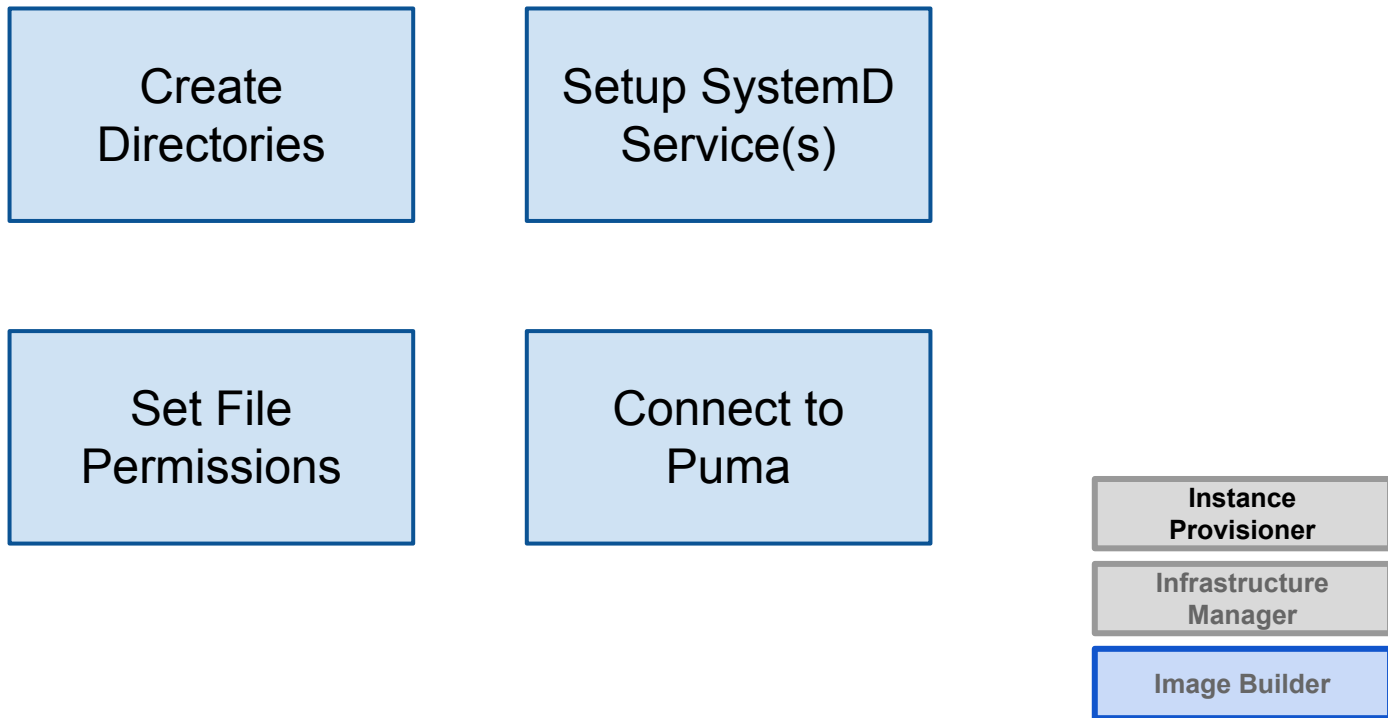 Create
Directories
Setup SystemD
Service(s)
Set File
Permissions
Connect to
Puma
Instance
Provisioner
Infrastructure
Manager
Image Builder